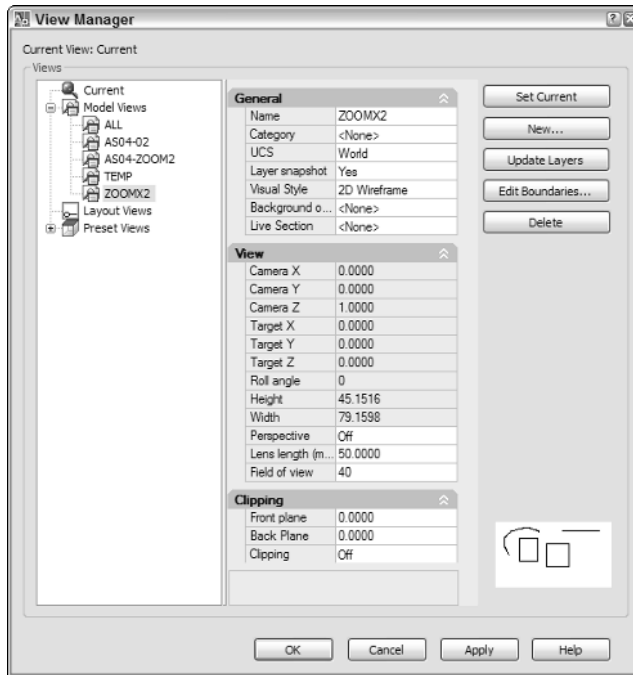 View Manager
Current View: Current
Views
Current
Model Views
ALL
AS04-02
AS04-ZOOM2
TEMP
ZOOMX2
Layout Views
Preset Views
General
Name ZOOMX2
Category <None>
UCS World
Layer snapshot Yes
Visual Style 2D Wireframe
Background o... <None>
Live Section <None>
View
Camera X 0.0000
Camera Y 0.0000
Camera Z 1.0000
Target X 0.0000
Target Y 0.0000
Target Z 0.0000
Roll angle 0
Height 45.1516
Width 79.1598
Perspective Off
Lens length (m... 50.0000
Field of view 40
Clipping
Front plane 0.0000
Back Plane 0.0000
Clipping Off
Set Current
New...
Update Layers
Edit Boundaries...
Delete
OK Cancel Apply Help